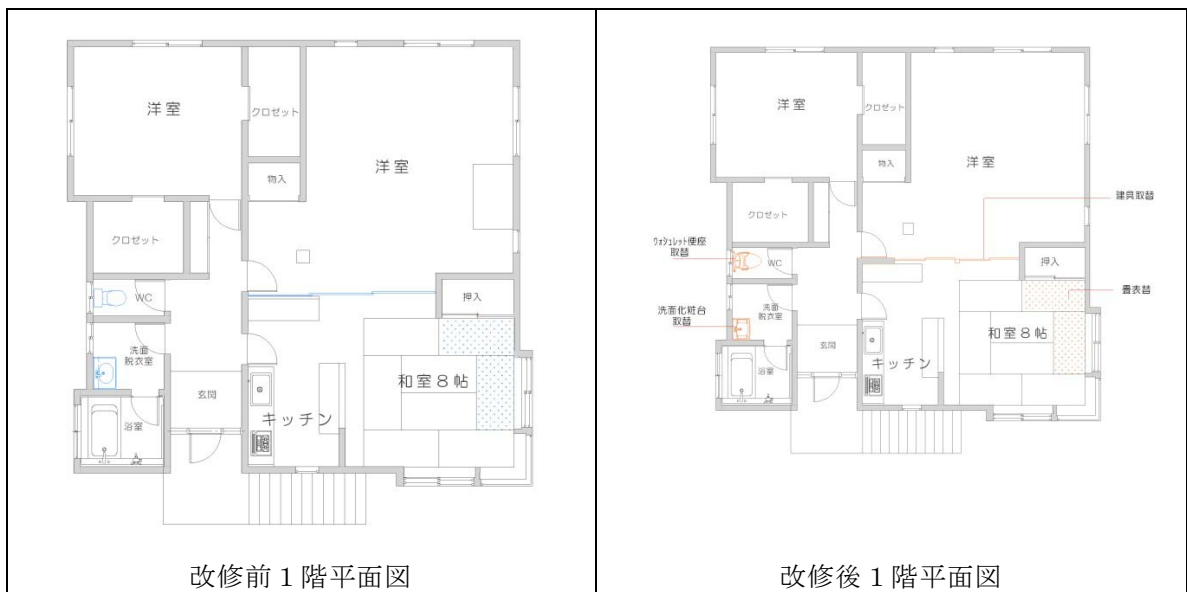 洋室
クロゼット
洋室
物入
クロゼット
WC
押入
洗面
脱衣室
和室8帖
玄関
キッチン
浴室
改修前1階平面図
洋室
クロゼット
洋室
物入
建具取替
クロゼット
ウォシュレット便座
取替
WC
押入
畳表替
洗面化粧台
取替
洗面
脱衣室
和室8帖
玄関
キッチン
浴室
改修後1階平面図